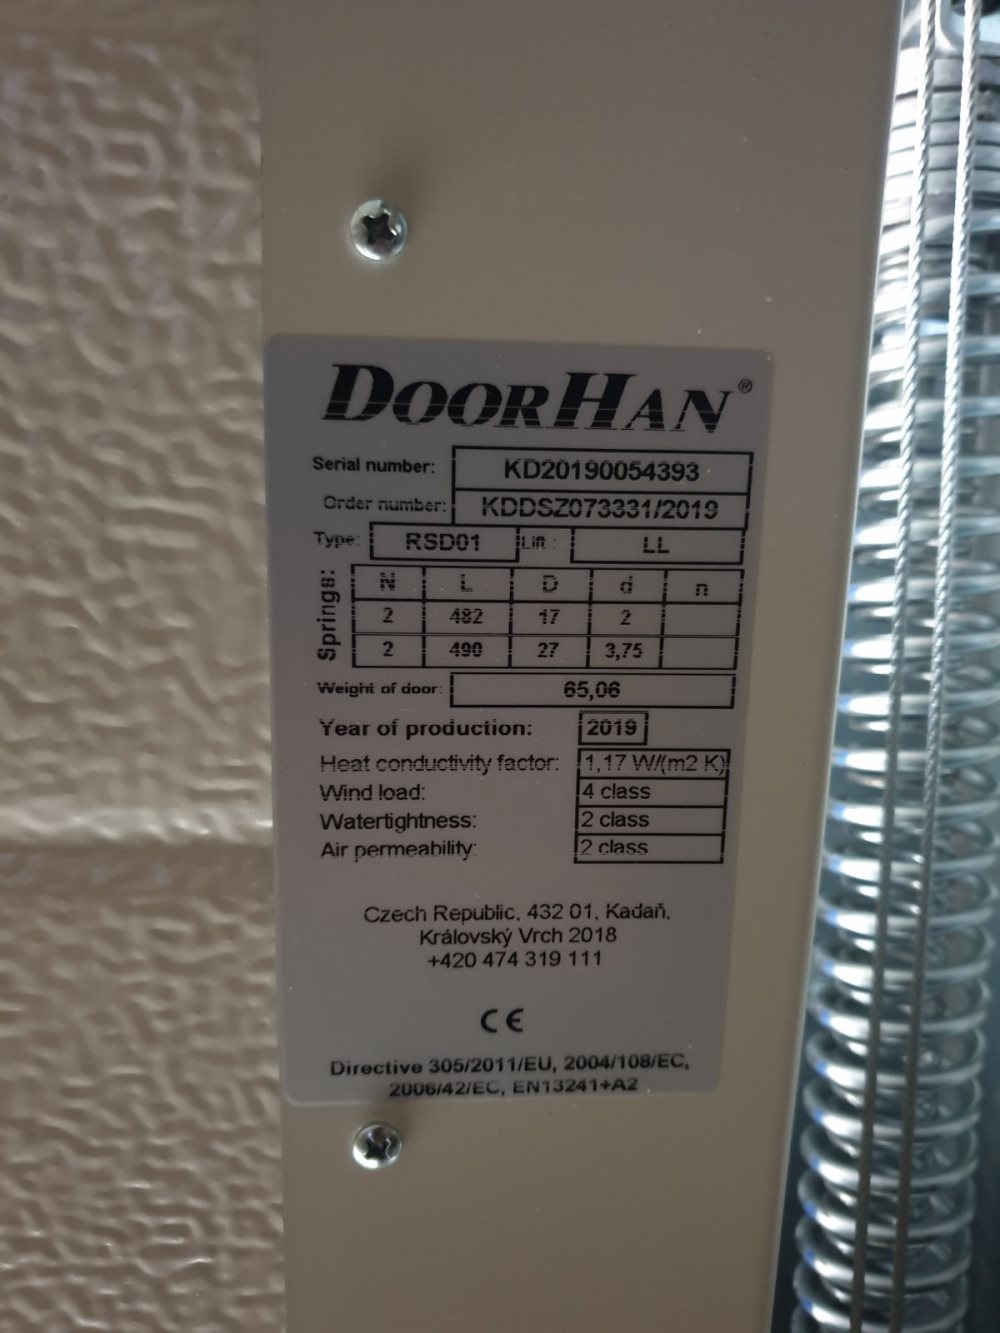 DOORHAN®
Serial number: KD20190054393
Order number: KDDSZ073331/2019
Type: RSD01 Lift : LL
Springs:
N L D d n
2 482 17 2
2 490 27 3,75
Weight of door: 65,06
Year of production: 2019
Heat conductivity factor: 1,17 W/(m2 K)
Wind load: 4 class
Watertightness: 2 class
Air permeability: 2 class
Czech Republic, 432 01, Kadaň,
Královský Vrch 2018
+420 474 319 111
CE
Directive 305/2011/EU, 2004/108/EC,
2006/42/EC, EN13241+A2